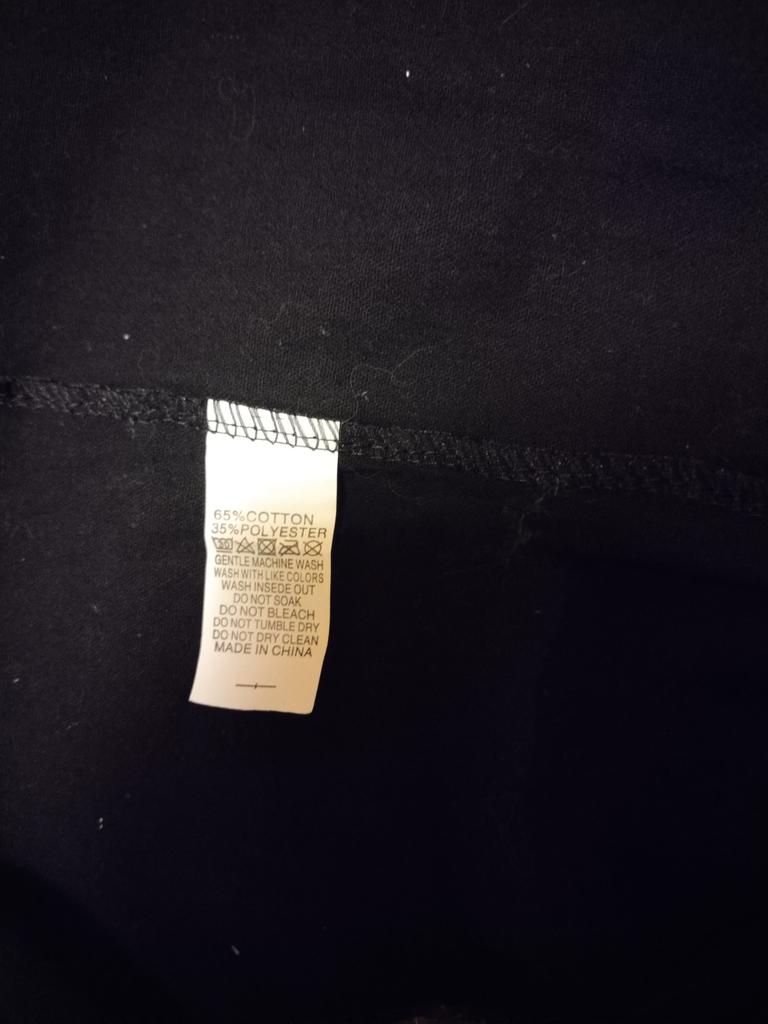 65%COTTON
35%POLYESTER
30
GENTLE MACHINE WASH
WASH WITH LIKE COLORS
WASH INSEDE OUT
DO NOT SOAK
DO NOT BLEACH
DO NOT TUMBLE DRY
DO NOT DRY CLEAN
MADE IN CHINA